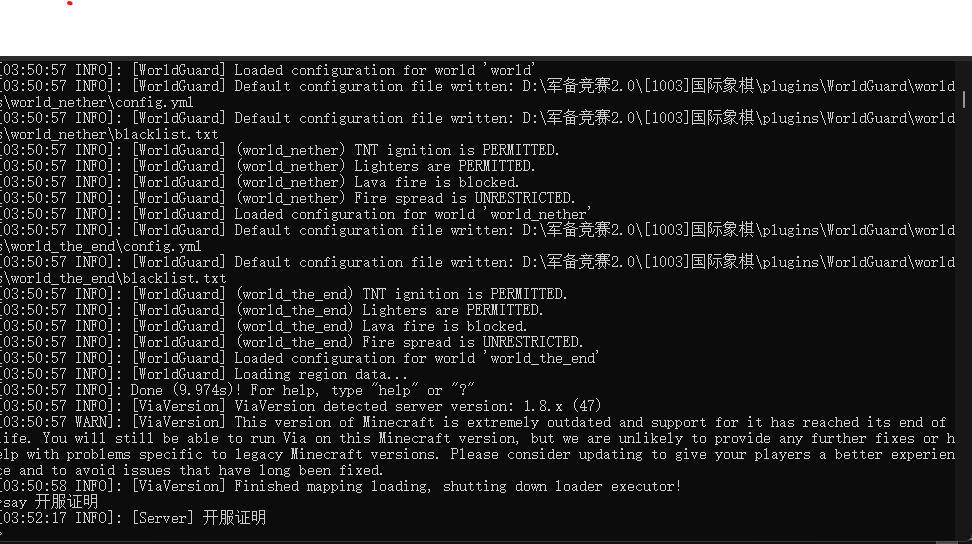 [03:50:57 INFO]: [WorldGuard] Loaded configuration for world 'world'
[03:50:57 INFO]: [WorldGuard] Default configuration file written: D:\军备竞赛2.0\[1003]国际象棋\plugins\WorldGuard\world
s\world_nether\config.yml
[03:50:57 INFO]: [WorldGuard] Default configuration file written: D:\军备竞赛2.0\[1003]国际象棋\plugins\WorldGuard\world
s\world_nether\blacklist.txt
[03:50:57 INFO]: [WorldGuard] (world_nether) TNT ignition is PERMITTED.
[03:50:57 INFO]: [WorldGuard] (world_nether) Lighters are PERMITTED.
[03:50:57 INFO]: [WorldGuard] (world_nether) Lava fire is blocked.
[03:50:57 INFO]: [WorldGuard] (world_nether) Fire spread is UNRESTRICTED.
[03:50:57 INFO]: [WorldGuard] Loaded configuration for world 'world_nether'
[03:50:57 INFO]: [WorldGuard] Default configuration file written: D:\军备竞赛2.0\[1003]国际象棋\plugins\WorldGuard\world
s\world_the_end\config.yml
[03:50:57 INFO]: [WorldGuard] Default configuration file written: D:\军备竞赛2.0\[1003]国际象棋\plugins\WorldGuard\world
s\world_the_end\blacklist.txt
[03:50:57 INFO]: [WorldGuard] (world_the_end) TNT ignition is PERMITTED.
[03:50:57 INFO]: [WorldGuard] (world_the_end) Lighters are PERMITTED.
[03:50:57 INFO]: [WorldGuard] (world_the_end) Lava fire is blocked.
[03:50:57 INFO]: [WorldGuard] (world_the_end) Fire spread is UNRESTRICTED.
[03:50:57 INFO]: [WorldGuard] Loaded configuration for world 'world_the_end'
[03:50:57 INFO]: [WorldGuard] Loading region data...
[03:50:57 INFO]: Done (9.974s)! For help, type "help" or "?"
[03:50:57 INFO]: [ViaVersion] ViaVersion detected server version: 1.8.x (47)
[03:50:57 WARN]: [ViaVersion] This version of Minecraft is extremely outdated and support for it has reached its end of
life. You will still be able to run Via on this Minecraft version, but we are unlikely to provide any further fixes or h
elp with problems specific to legacy Minecraft versions. Please consider updating to give your players a better experien
ce and to avoid issues that have long been fixed.
[03:50:58 INFO]: [ViaVersion] Finished mapping loading, shutting down loader executor!
>say 开服证明
[03:52:17 INFO]: [Server] 开服证明
>